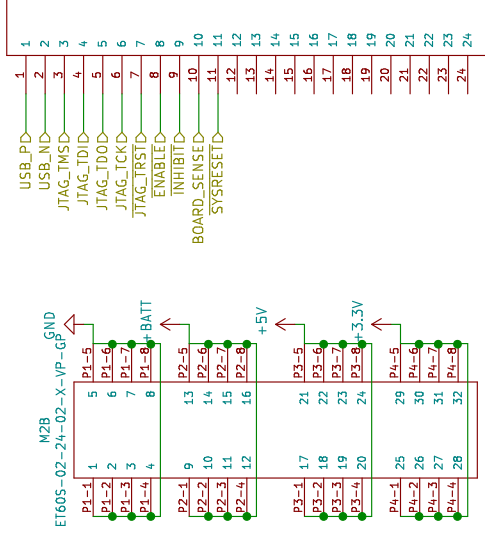 1 2 3 4 5 6 7 8 9 10 11 12 13 14 15 16 17 18 19 20 21 22 23 24
1 2 3 4 5 6 7 8 9 10 11 12 13 14 15 16 17 18 19 20 21 22 23 24
USB_P
USB_N
JTAG_TMS
JTAG_TDI
JTAG_TDO
JTAG_TCK
JTAG_TRST
ENABLE
INHIBIT
BOARD_SENSE
SYSRESET
GND
+BATT
+5V
+3.3V
M2B
ET60S-02-24-02-X-VP-GP
P1-5 P1-6 P1-7 P1-8 P2-5 P2-6 P2-7 P2-8 P3-5 P3-6 P3-7 P3-8 P4-5 P4-6 P4-7 P4-8
5 6 7 8 13 14 15 16 21 22 23 24 29 30 31 32
1 2 3 4 9 10 11 12 17 18 19 20 25 26 27 28
P1-1 P1-2 P1-3 P1-4 P2-1 P2-2 P2-3 P2-4 P3-1 P3-2 P3-3 P3-4 P4-1 P4-2 P4-3 P4-4